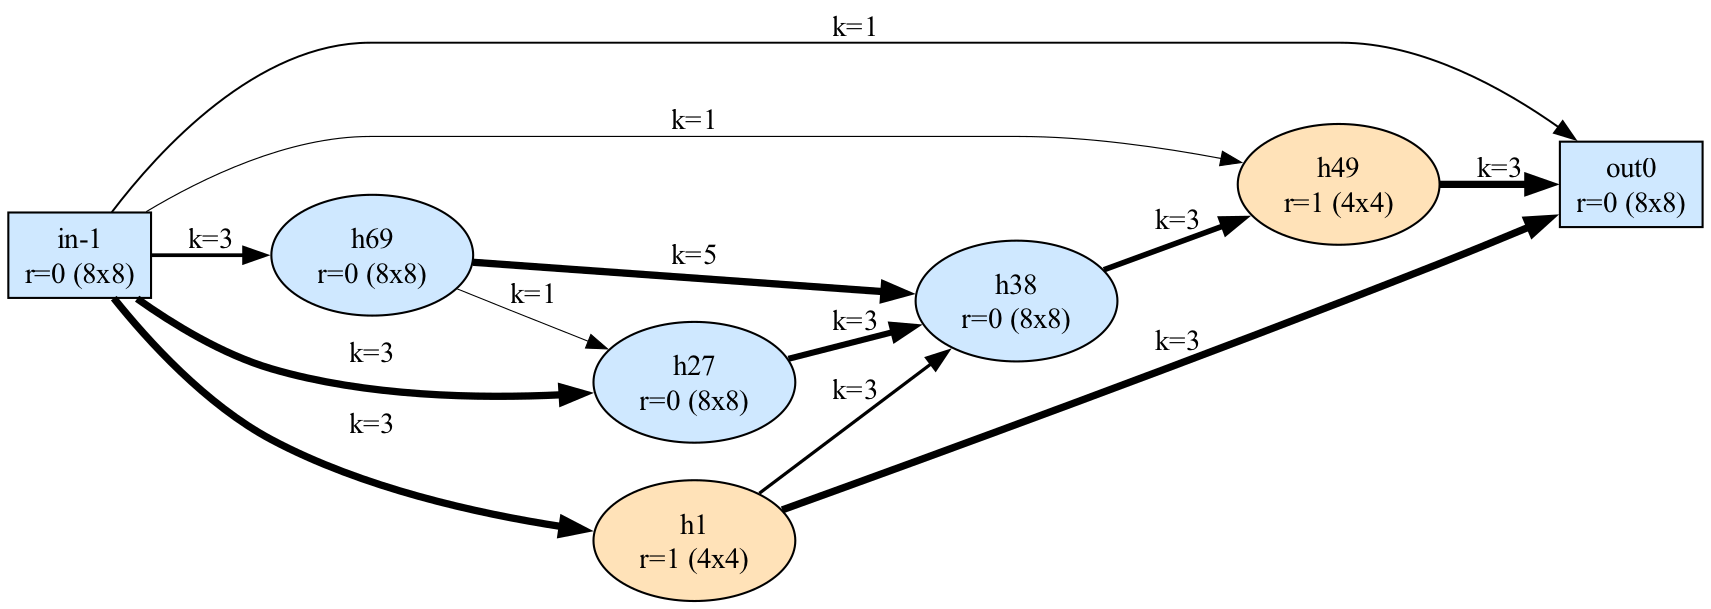 k=1
k=1
in-1
r=0 (8x8)
k=3
h69
r=0 (8x8)
k=5
k=1
k=3
k=3
h27
r=0 (8x8)
k=3
k=3
h1
r=1 (4x4)
h38
r=0 (8x8)
k=3
k=3
h49
r=1 (4x4)
k=3
out0
r=0 (8x8)